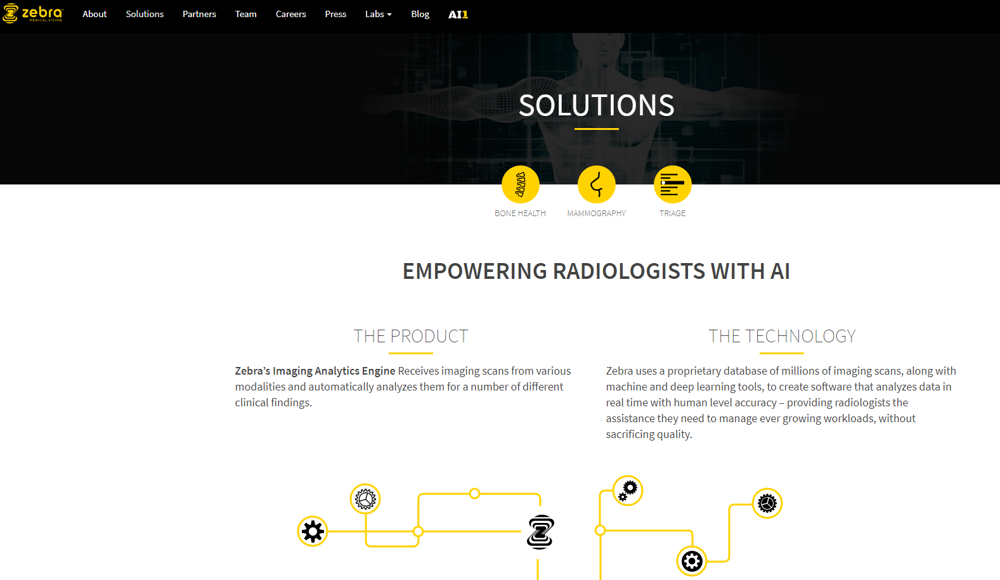 zebra
MEDICAL.VISION
About Solutions Partners Team Careers Press Labs Blog AI1
SOLUTIONS
BONE HEALTH MAMMOGRAPHY TRIAGE
EMPOWERING RADIOLOGISTS WITH AI
THE PRODUCT
Zebra’s Imaging Analytics Engine Receives imaging scans from various
modalities and automatically analyzes them for a number of different
clinical findings.
THE TECHNOLOGY
Zebra uses a proprietary database of millions of imaging scans, along with
machine and deep learning tools, to create software that analyzes data in
real time with human level accuracy – providing radiologists the
assistance they need to manage ever growing workloads, without
sacrificing quality.